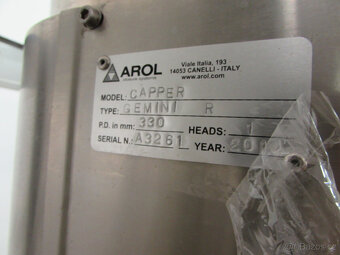 AROL
Viale Italia, 193
14053 CANELLI - ITALY
www.arol.com
MODEL: CAPPER
TYPE: GEMINI R
P.D. in mm: 330 HEADS: 1
SERIAL N.: A3261 YEAR: